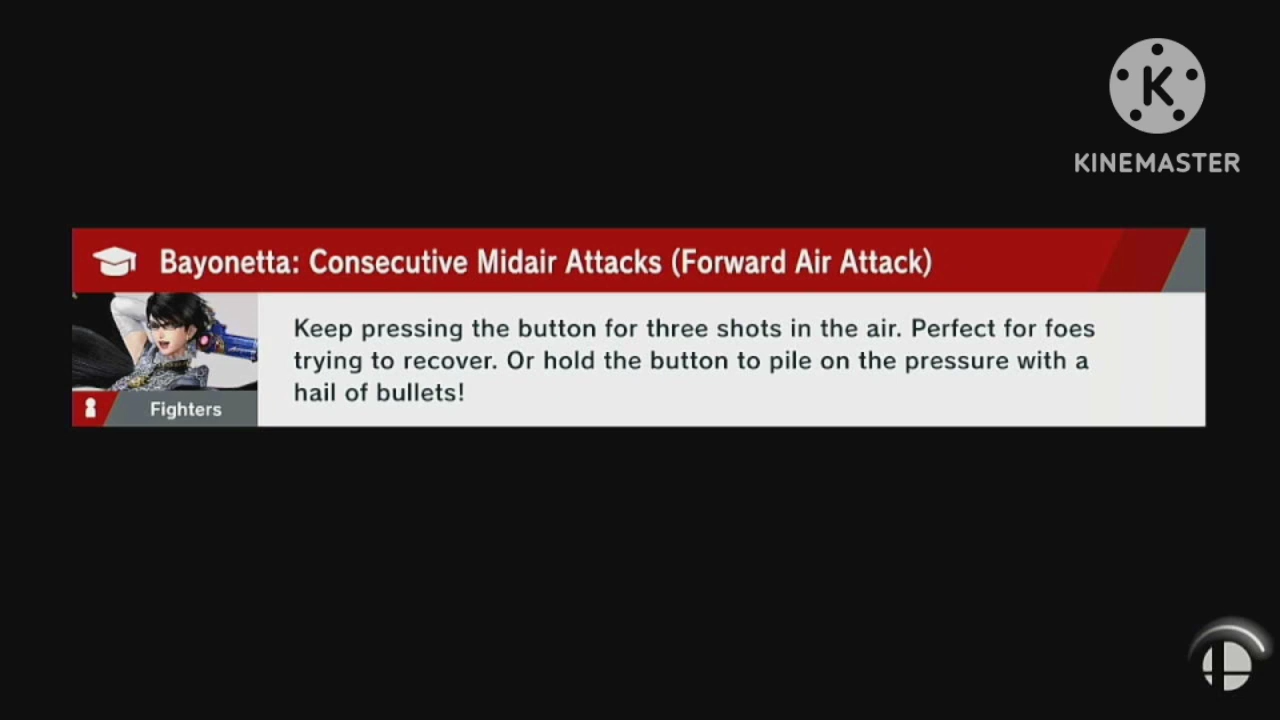 K
KINEMASTER
Bayonetta: Consecutive Midair Attacks (Forward Air Attack)
Keep pressing the button for three shots in the air. Perfect for foes
trying to recover. Or hold the button to pile on the pressure with a
hail of bullets!
Fighters